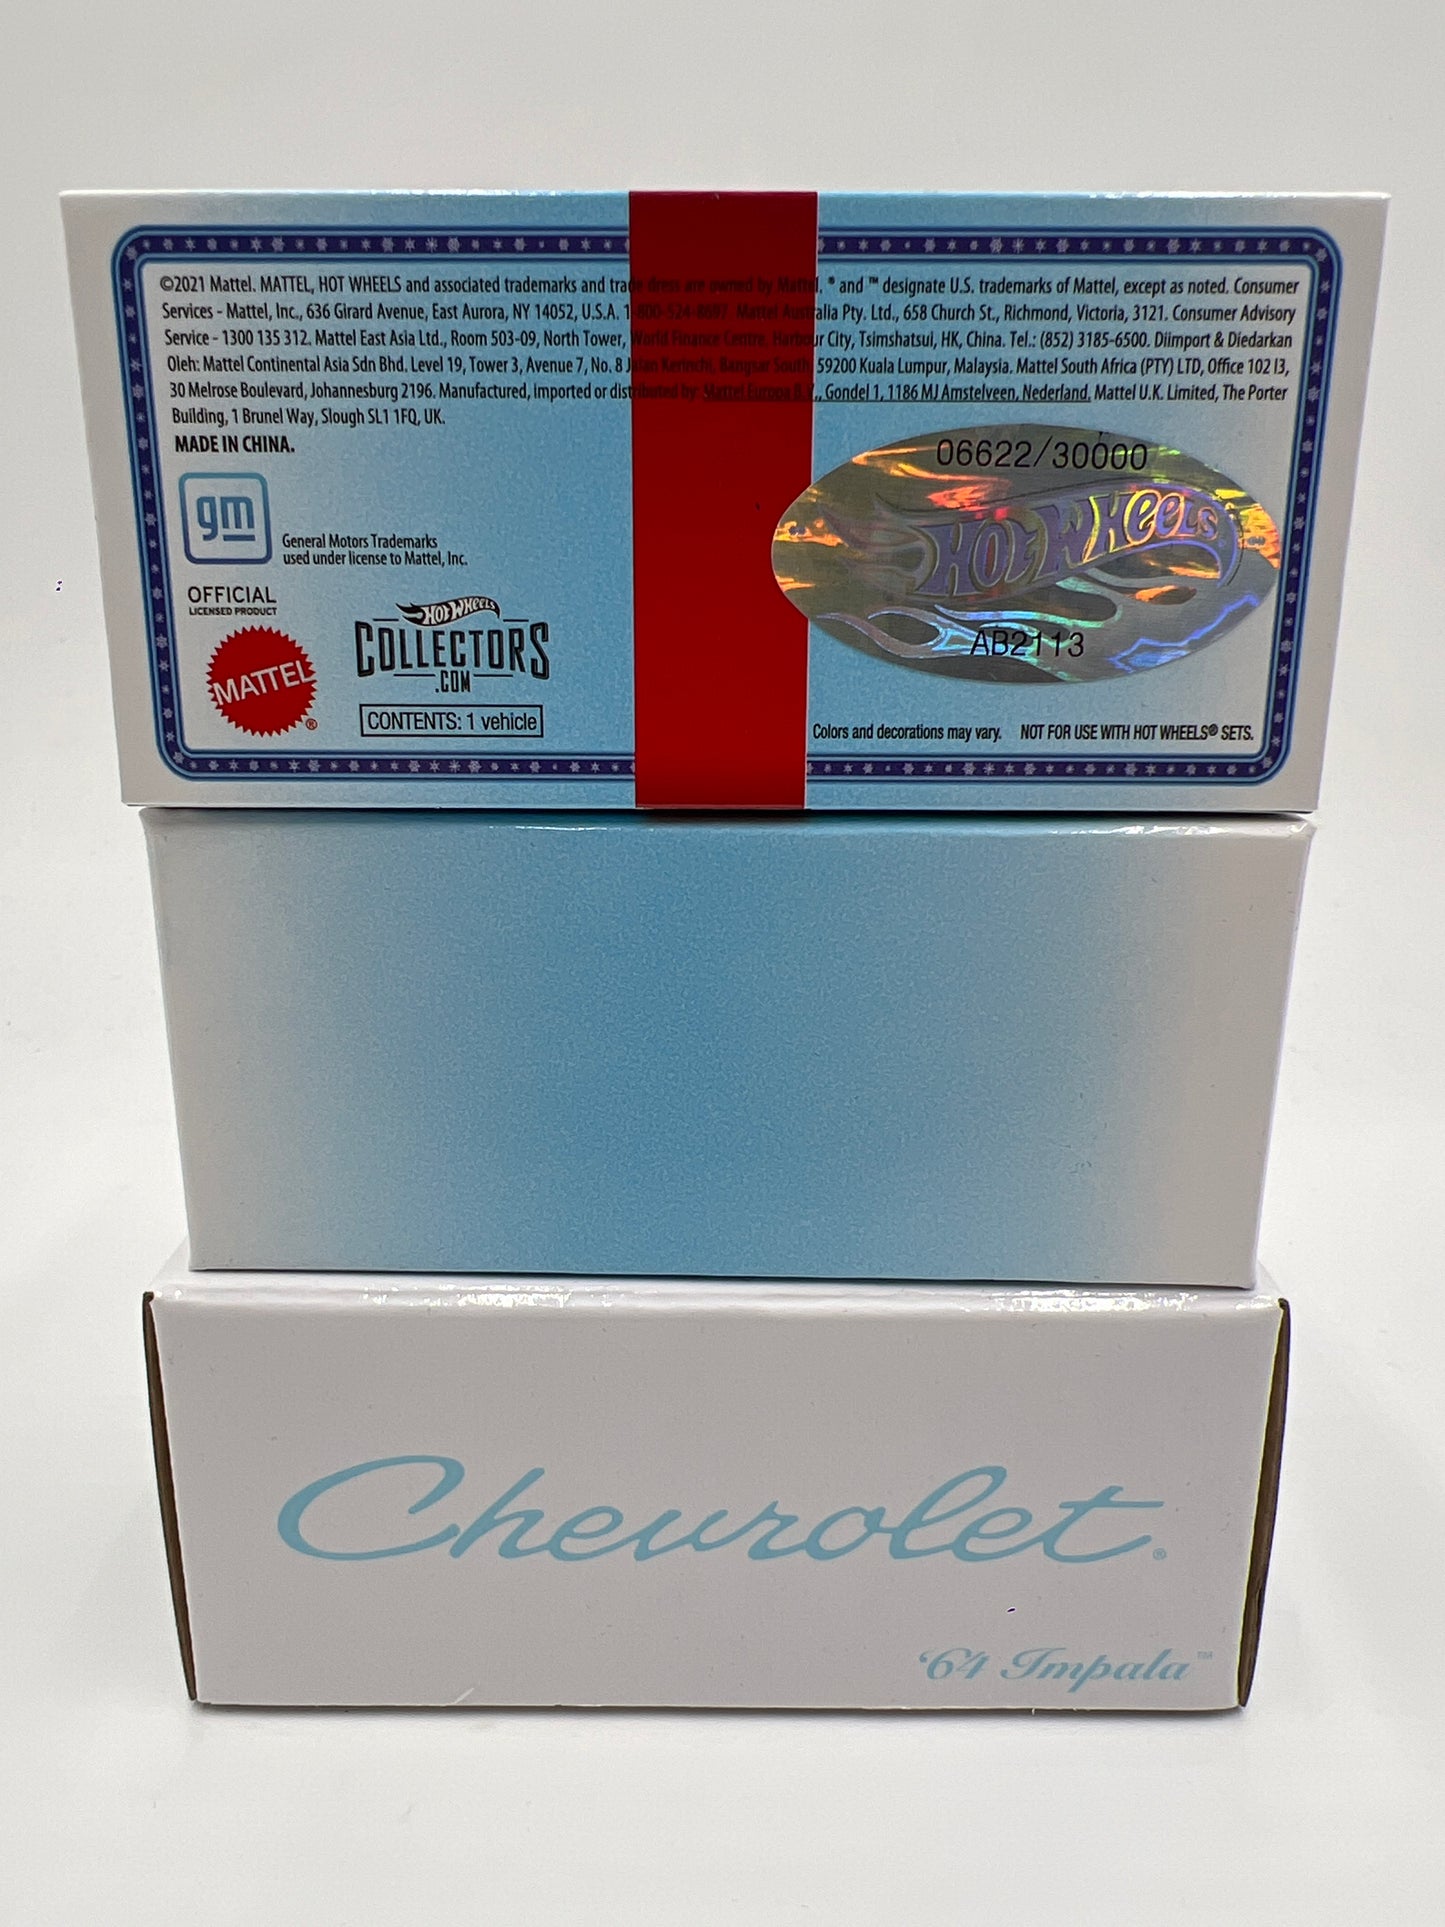 ©2021 Mattel. MATTEL, HOT WHEELS and associated trademarks and trade dress are owned by Mattel. ® and ™ designate U.S. trademarks of Mattel, except as noted. Consumer
Services - Mattel, Inc., 636 Girard Avenue, East Aurora, NY 14052, U.S.A. 1-800-524-8697. Mattel Australia Pty. Ltd., 658 Church St., Richmond, Victoria, 3121. Consumer Advisory
Service - 1300 135 312. Mattel East Asia Ltd., Room 503-09, North Tower, World Finance Centre, Harbour City, Tsimshatsui, HK, China. Tel.: (852) 3185-6500. Diimport & Diedarkan
Oleh: Mattel Continental Asia Sdn Bhd. Level 19, Tower 3, Avenue 7, No. 8 Jalan Kerinchi, Bangsar South, 59200 Kuala Lumpur, Malaysia. Mattel South Africa (PTY) LTD, Office 102 I3,
30 Melrose Boulevard, Johannesburg 2196. Manufactured, imported or distributed by: Mattel Europa B.V., Gondel 1, 1186 MJ Amstelveen, Nederland. Mattel U.K. Limited, The Porter
Building, 1 Brunel Way, Slough SL1 1FQ, UK.
MADE IN CHINA.
06622/30000
HOT WHEELS
AB2113
gm
General Motors Trademarks
used under license to Mattel, Inc.
OFFICIAL
LICENSED PRODUCT
MATTEL®
HOT WHEELS
COLLECTORS
.COM
CONTENTS: 1 vehicle
Colors and decorations may vary. NOT FOR USE WITH HOT WHEELS® SETS.
Chevrolet®
'64 Impala™